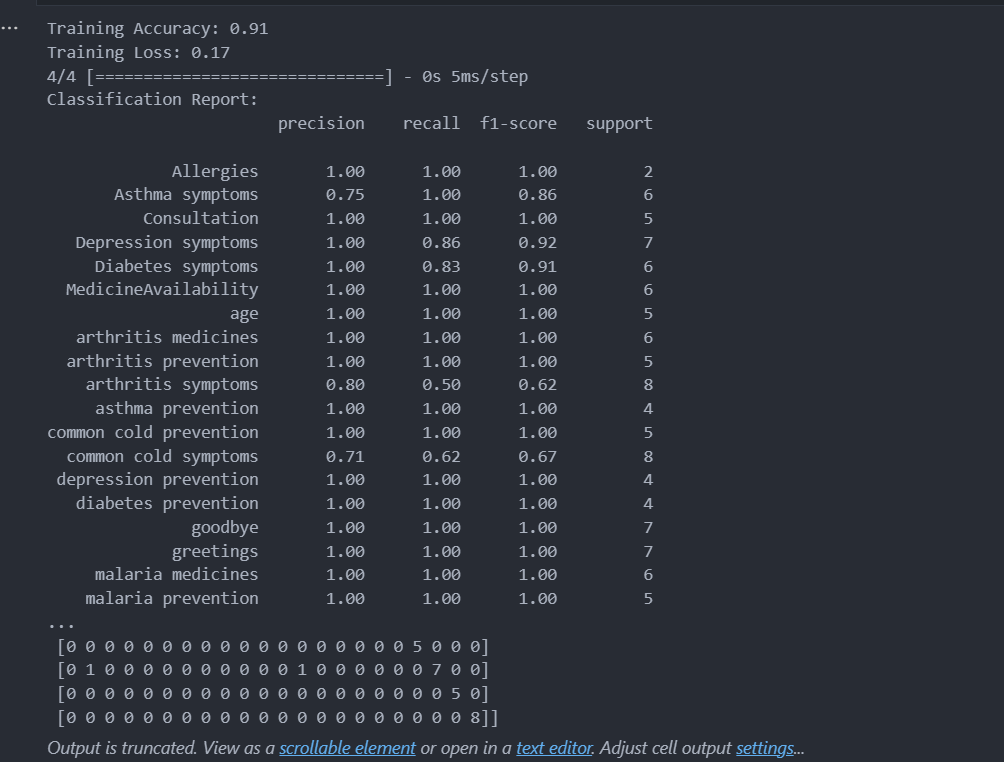 ...
Training Accuracy: 0.91
Training Loss: 0.17
4/4 [==============================] - 0s 5ms/step
Classification Report:
precision recall f1-score support
Allergies 1.00 1.00 1.00 2
Asthma symptoms 0.75 1.00 0.86 6
Consultation 1.00 1.00 1.00 5
Depression symptoms 1.00 0.86 0.92 7
Diabetes symptoms 1.00 0.83 0.91 6
MedicineAvailability 1.00 1.00 1.00 6
age 1.00 1.00 1.00 5
arthritis medicines 1.00 1.00 1.00 6
arthritis prevention 1.00 1.00 1.00 5
arthritis symptoms 0.80 0.50 0.62 8
asthma prevention 1.00 1.00 1.00 4
common cold prevention 1.00 1.00 1.00 5
common cold symptoms 0.71 0.62 0.67 8
depression prevention 1.00 1.00 1.00 4
diabetes prevention 1.00 1.00 1.00 4
goodbye 1.00 1.00 1.00 7
greetings 1.00 1.00 1.00 7
malaria medicines 1.00 1.00 1.00 6
malaria prevention 1.00 1.00 1.00 5
...
[0 0 0 0 0 0 0 0 0 0 0 0 0 0 0 0 0 0 5 0 0 0]
[0 1 0 0 0 0 0 0 0 0 0 0 1 0 0 0 0 0 0 7 0 0]
[0 0 0 0 0 0 0 0 0 0 0 0 0 0 0 0 0 0 0 0 5 0]
[0 0 0 0 0 0 0 0 0 0 0 0 0 0 0 0 0 0 0 0 0 8]]
Output is truncated. View as a scrollable element or open in a text editor. Adjust cell output settings...